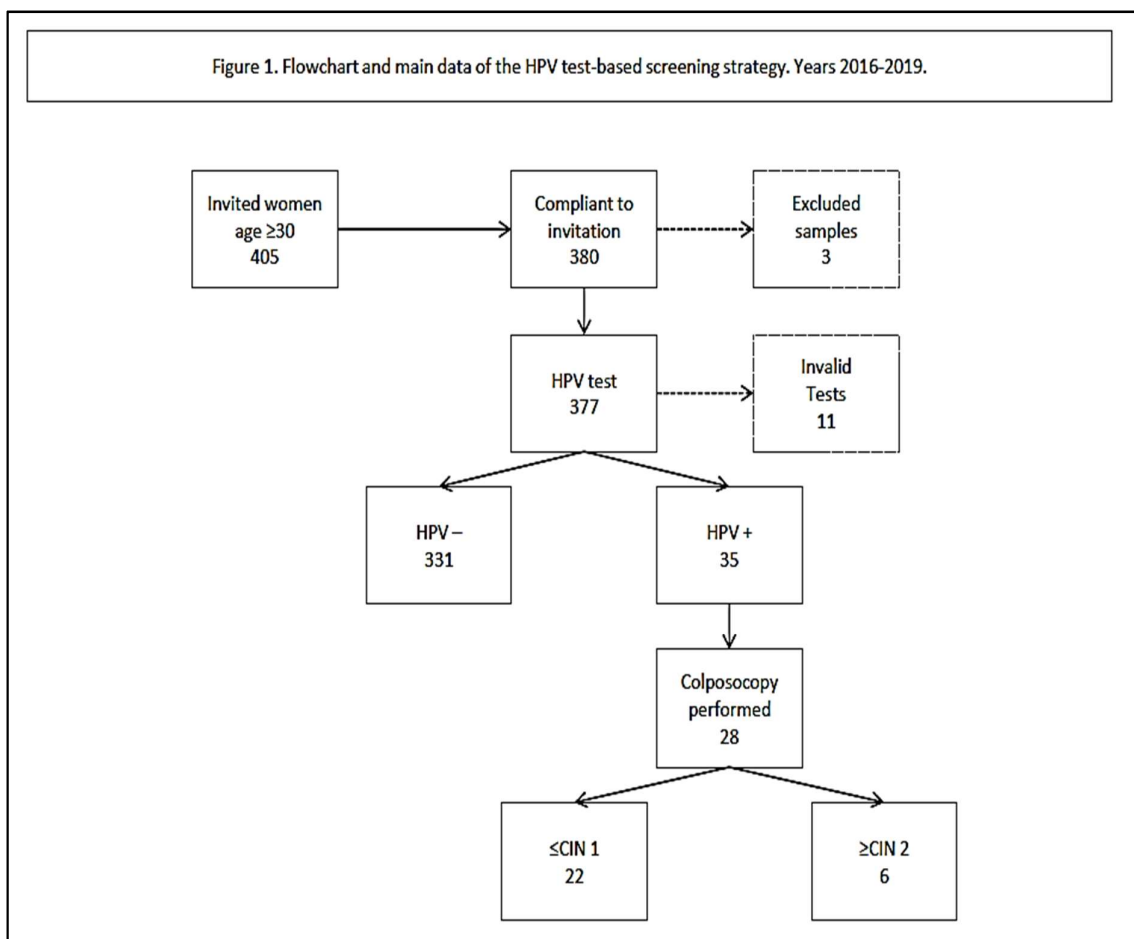 Figure 1. Flowchart and main data of the HPV test-based screening strategy. Years 2016-2019.
Invited women
age ≥30
405
Compliant to
invitation
380
Excluded
samples
3
HPV test
377
Invalid
Tests
11
HPV –
331
HPV +
35
Colposocopy
performed
28
≤CIN 1
22
≥CIN 2
6